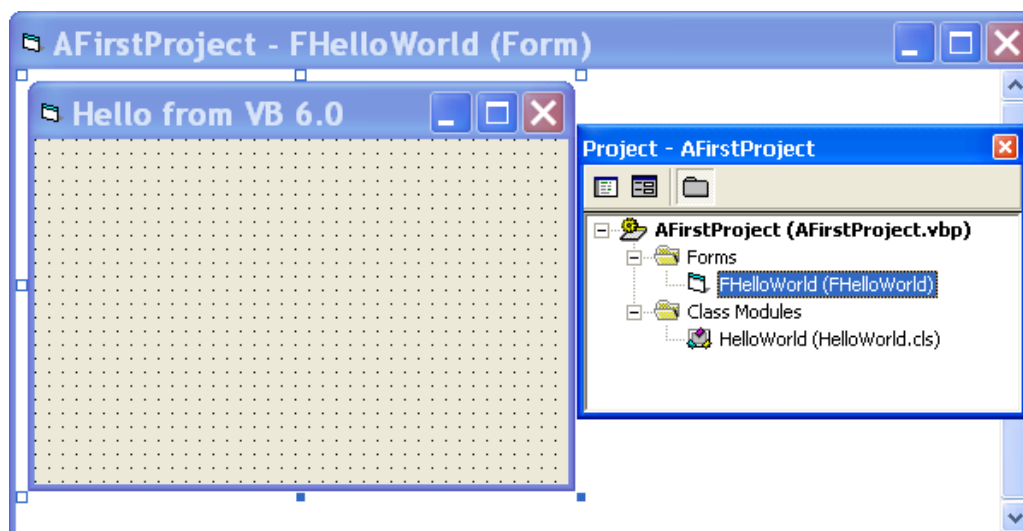 AFirstProject - FHelloWorld (Form)
Hello from VB 6.0
Project - AFirstProject
AFirstProject (AFirstProject.vbp)
Forms
FHelloWorld (FHelloWorld)
Class Modules
HelloWorld (HelloWorld.cls)